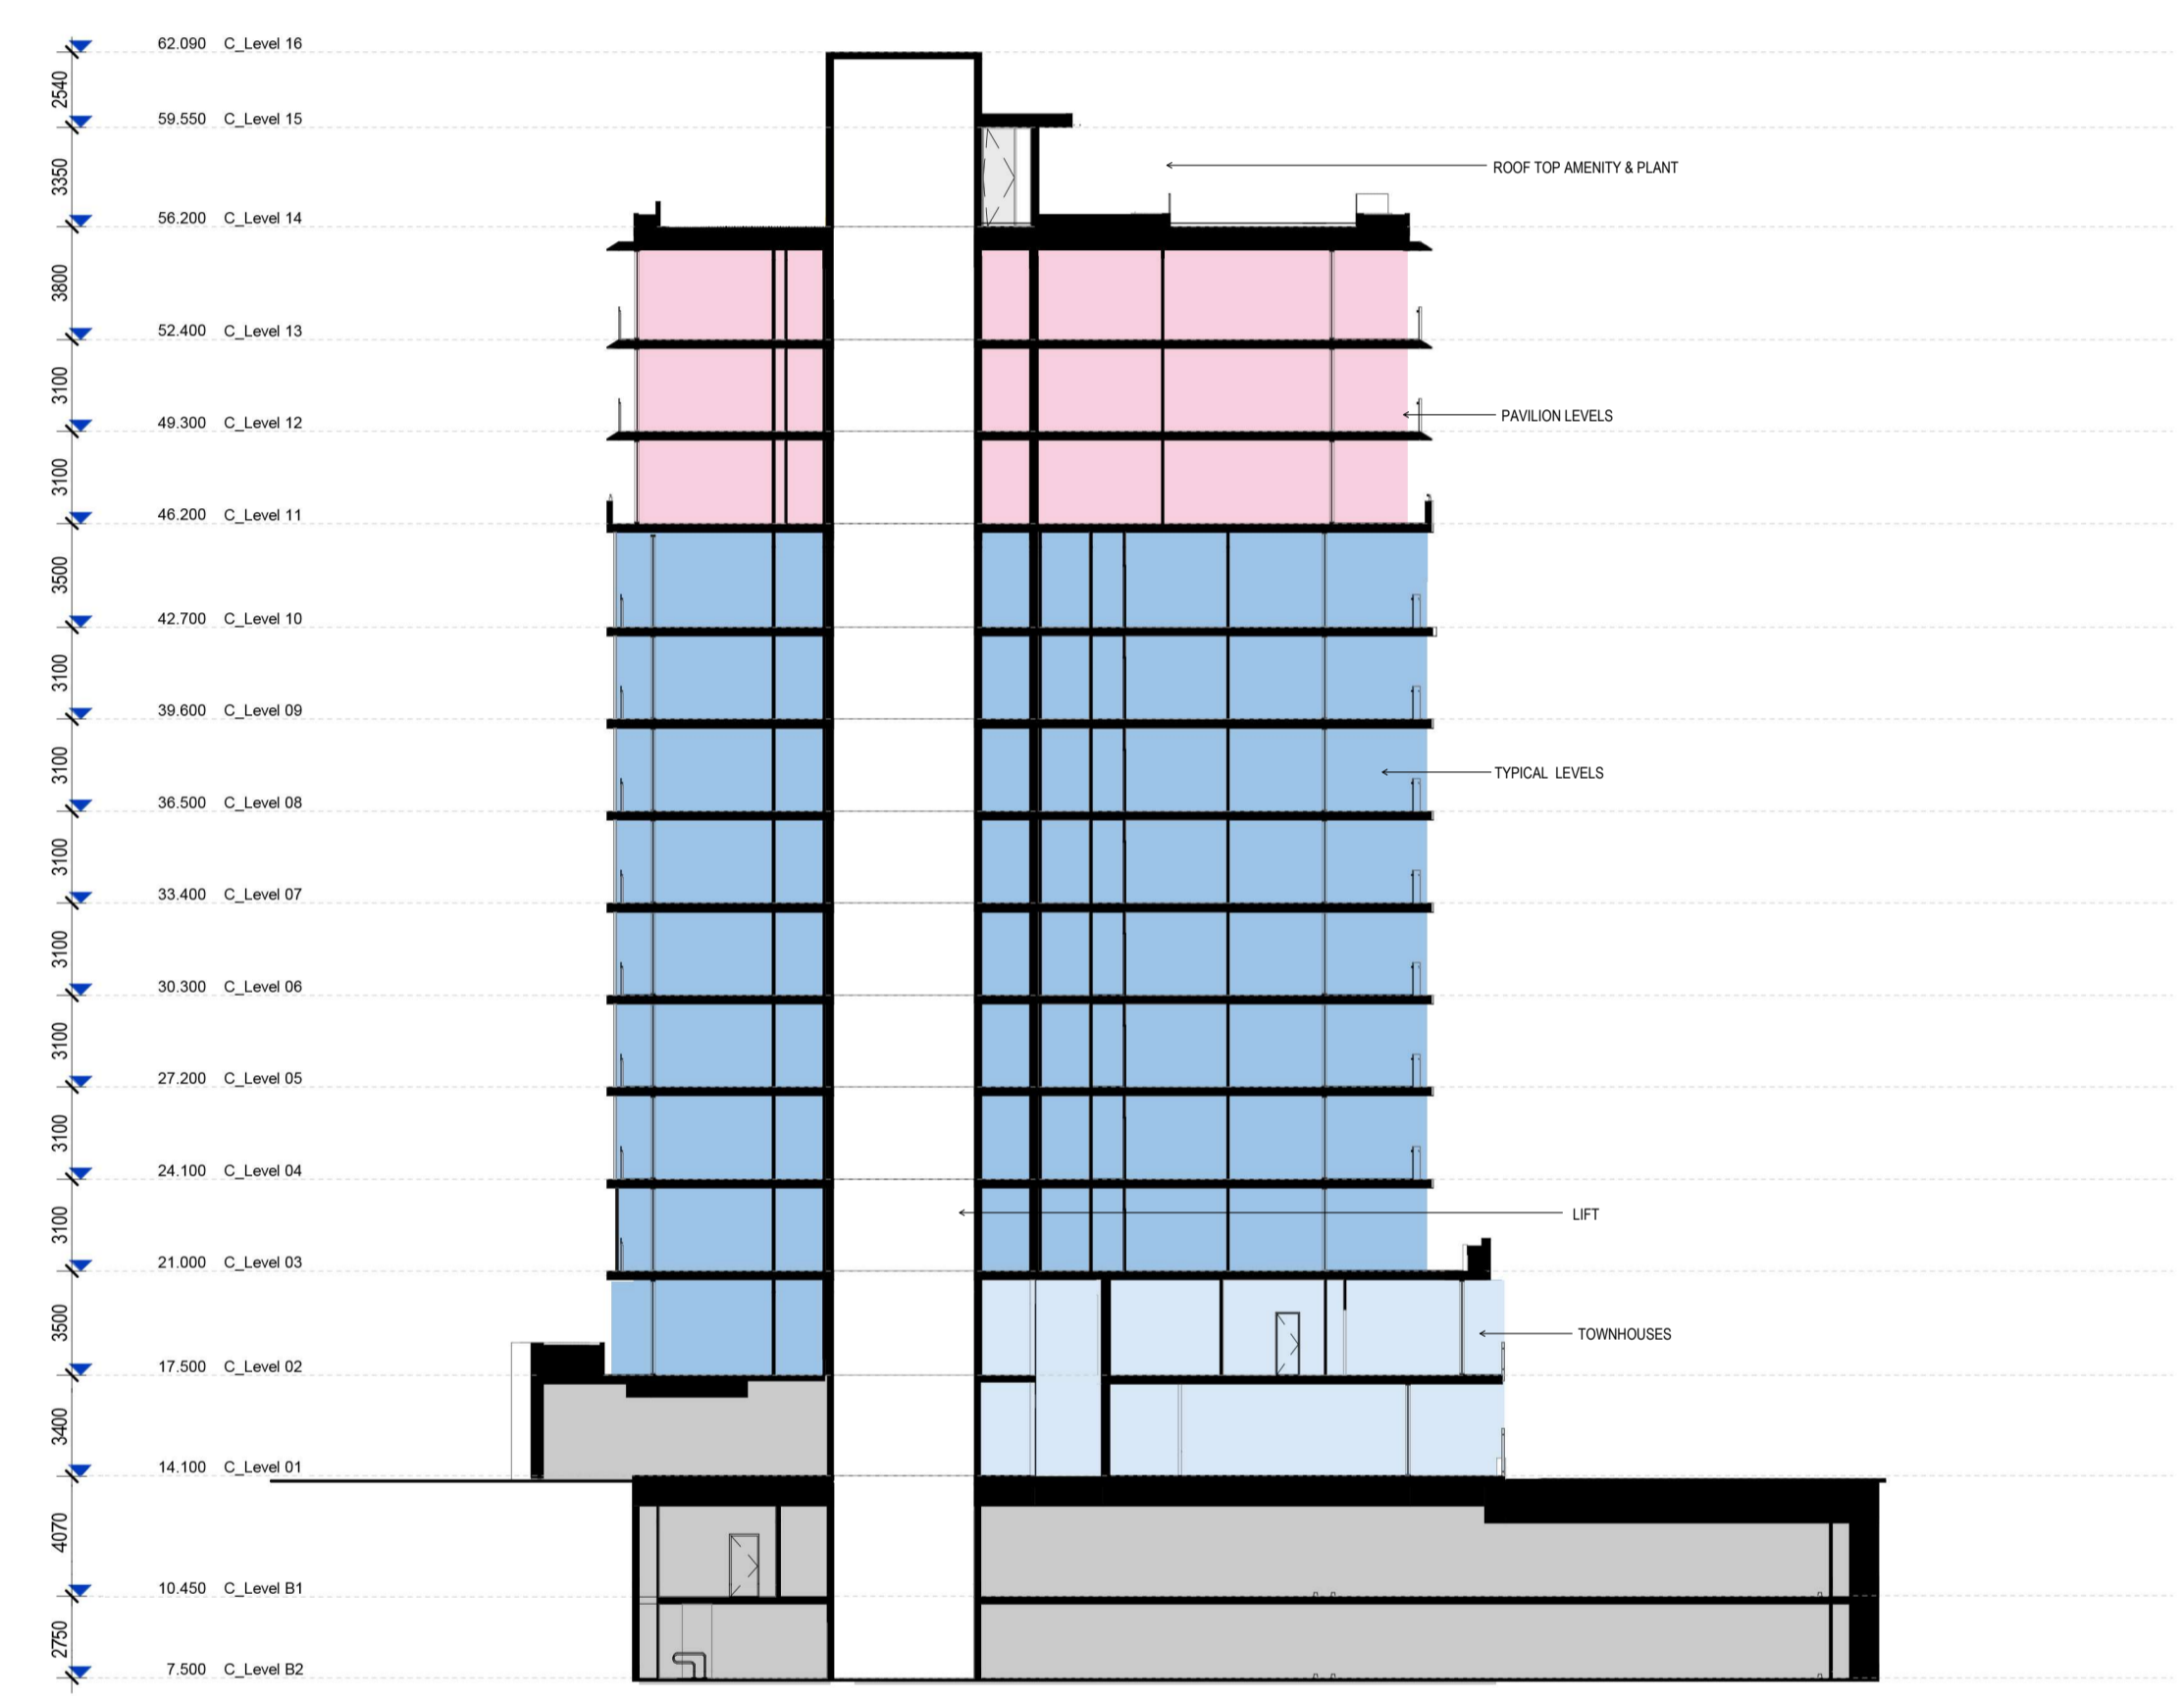 62.090 C_Level 16
2540
59.550 C_Level 15
3350
ROOF TOP AMENITY & PLANT
56.200 C_Level 14
3800
52.400 C_Level 13
3100
PAVILION LEVELS
49.300 C_Level 12
3100
46.200 C_Level 11
3500
42.700 C_Level 10
3100
39.600 C_Level 09
3100
TYPICAL LEVELS
36.500 C_Level 08
3100
33.400 C_Level 07
3100
30.300 C_Level 06
3100
27.200 C_Level 05
3100
24.100 C_Level 04
3100
LIFT
21.000 C_Level 03
3500
TOWNHOUSES
17.500 C_Level 02
3400
14.100 C_Level 01
4070
10.450 C_Level B1
2750
7.500 C_Level B2